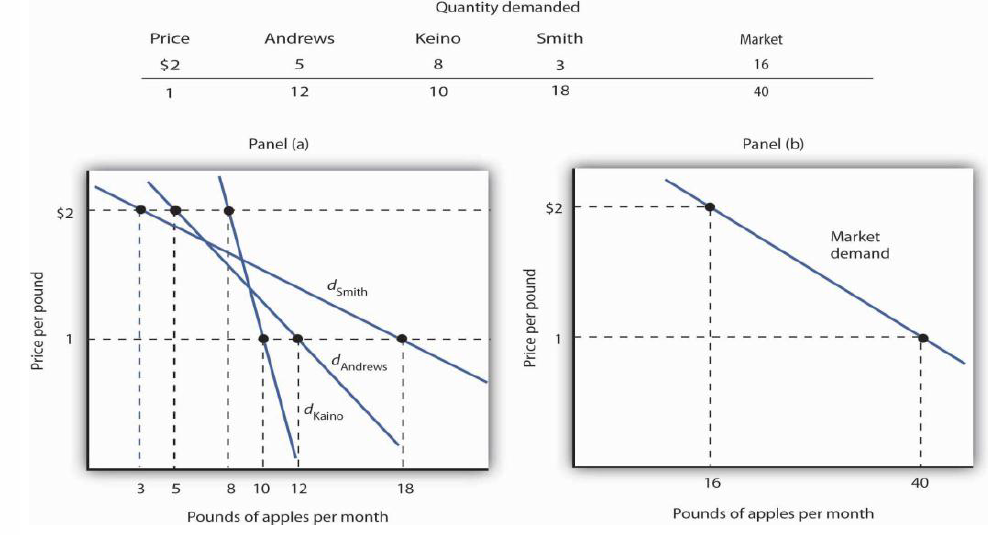 Quantity demanded
Price Andrews Keino Smith Market
$2 5 8 3 16
1 12 10 18 40
Panel (a)
Panel (b)
$2
1
Price per pound
dSmith
dAndrews
dKaino
3 5 8 10 12 18
Pounds of apples per month
$2
1
Price per pound
Market
demand
16 40
Pounds of apples per month